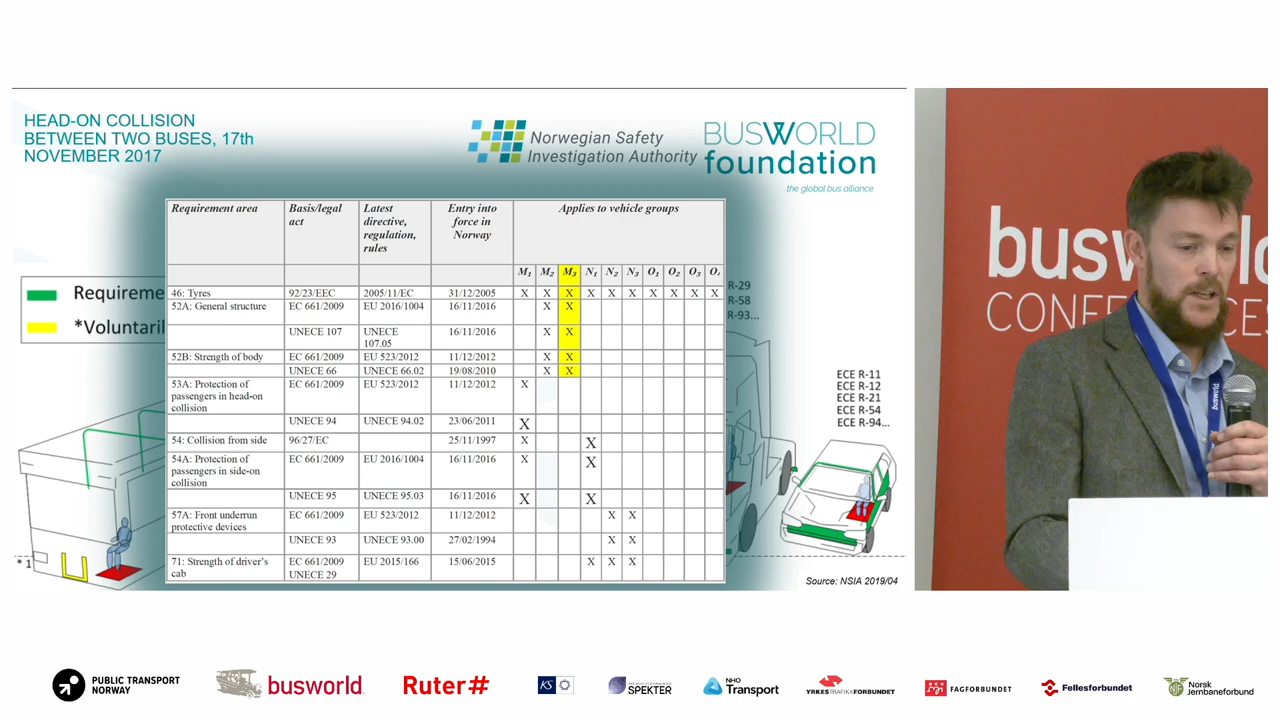 HEAD-ON COLLISION
BETWEEN TWO BUSES, 17th
NOVEMBER 2017
Norwegian Safety
Investigation Authority
BUSWORLD
foundation
the global bus alliance
Requirement area Basis/legal act Latest directive, regulation, rules Entry into force in Norway Applies to vehicle groups
M₁ M₂ M₃ N₁ N₂ N₃ O₁ O₂ O₃ O₄
46: Tyres 92/23/EEC 2005/11/EC 31/12/2005 X X X X X X X X X X
52A: General structure EC 661/2009 EU 2016/1004 16/11/2016 X X
UNECE 107 UNECE 107.05 16/11/2016 X X
52B: Strength of body EC 661/2009 EU 523/2012 11/12/2012 X X
UNECE 66 UNECE 66.02 19/08/2010 X X
53A: Protection of passengers in head-on collision EC 661/2009 EU 523/2012 11/12/2012 X
UNECE 94 UNECE 94.02 23/06/2011 X
54: Collision from side 96/27/EC 25/11/1997 X X
54A: Protection of passengers in side-on collision EC 661/2009 EU 2016/1004 16/11/2016 X X
UNECE 95 UNECE 95.03 16/11/2016 X X
57A: Front underrun protective devices EC 661/2009 EU 523/2012 11/12/2012 X X
UNECE 93 UNECE 93.00 27/02/1994 X X
71: Strength of driver's cab EC 661/2009 UNECE 29 EU 2015/166 15/06/2015 X X X
Requireme
*Voluntaril
R-29
R-58
R-93...
ECE R-11
ECE R-12
ECE R-21
ECE R-54
ECE R-94...
* 1
Source: NSIA 2019/04
busworld
CONFERENCES
busworld
PUBLIC TRANSPORT
NORWAY
busworld
Ruter#
KS
SPEKTER
NHO
Transport
YRKESTRAFIKKFORBUNDET
FAGFORBUNDET
Fellesforbundet
Norsk
Jernbaneforbund